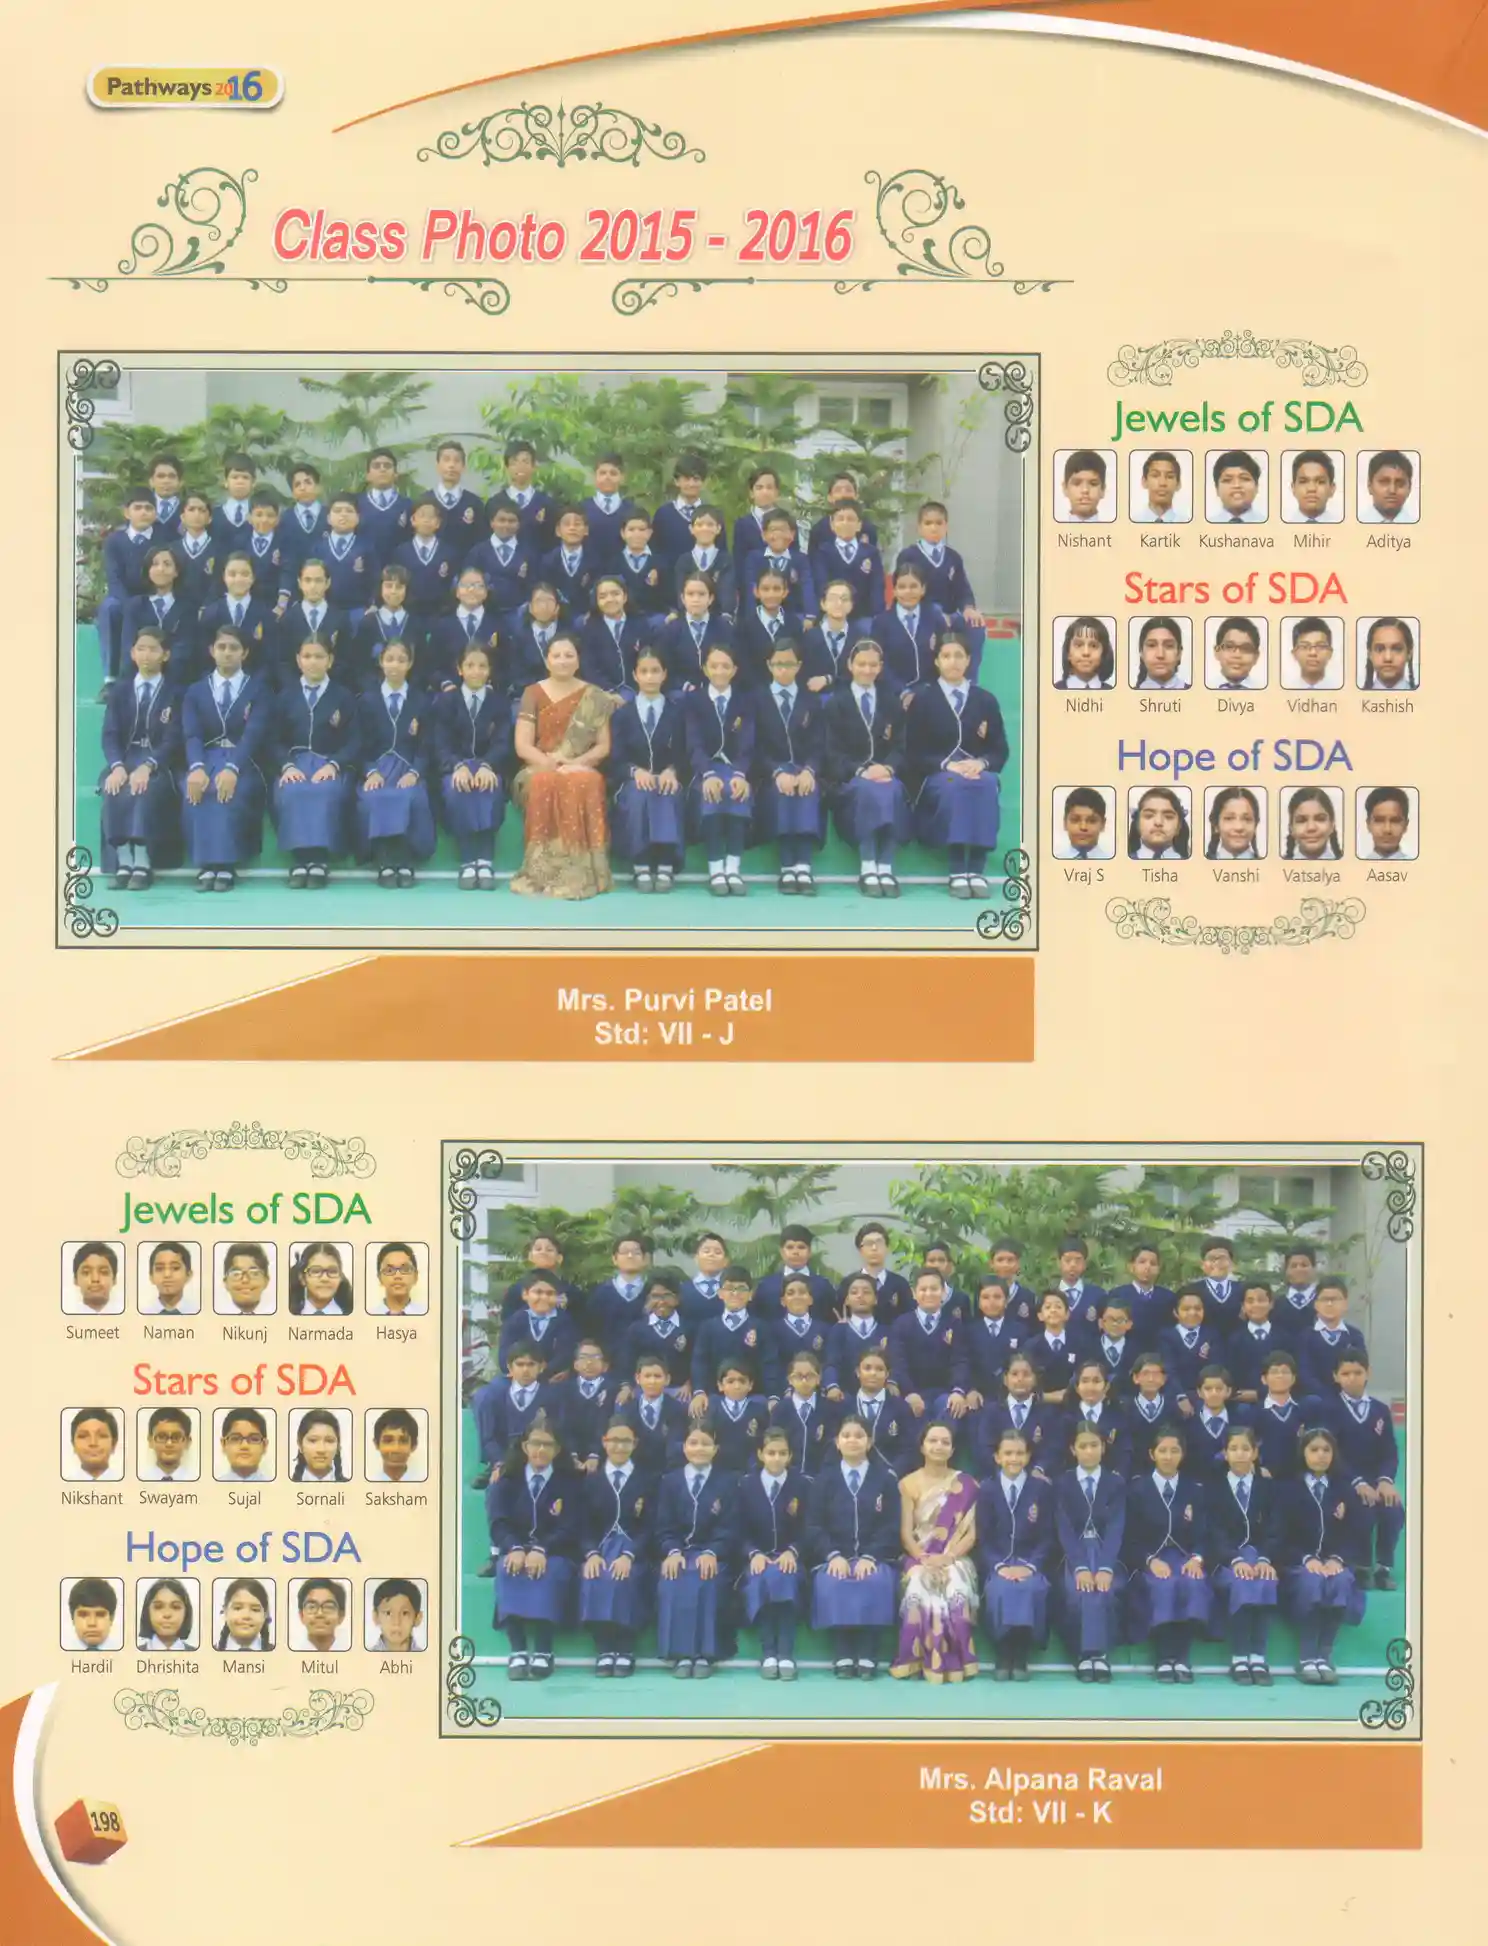 Pathways 2016
Class Photo 2015 - 2016
Jewels of SDA
Nishant Kartik Kushanava Mihir Aditya
Stars of SDA
Nidhi Shruti Divya Vidhan Kashish
Hope of SDA
Vraj S Tisha Vanshi Vatsalya Aasav
Mrs. Purvi Patel
Std: VII - J
Jewels of SDA
Sumeet Naman Nikunj Narmada Hasya
Stars of SDA
Nikshant Swayam Sujal Sornali Saksham
Hope of SDA
Hardil Dhrishita Mansi Mitul Abhi
Mrs. Alpana Raval
Std: VII - K
198